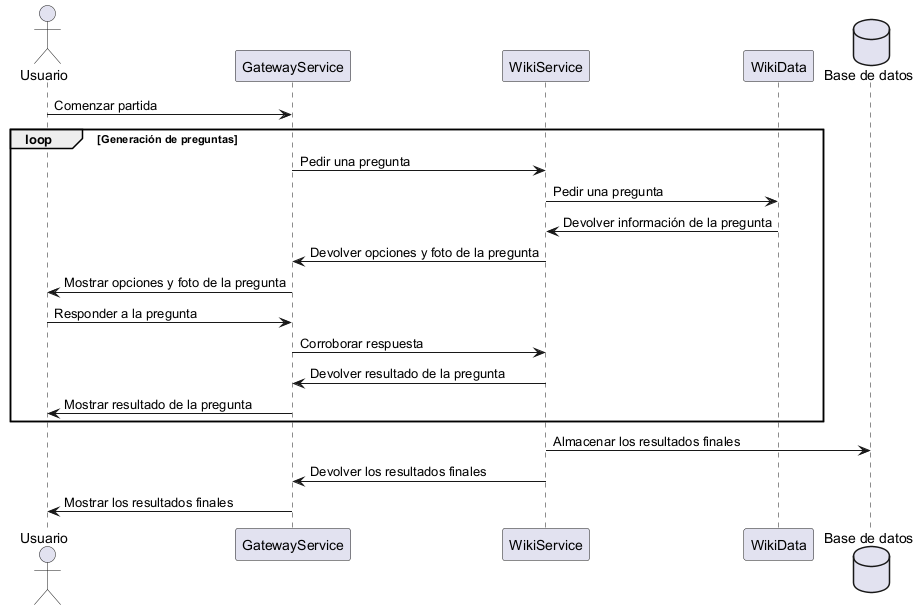 Usuario
GatewayService
WikiService
WikiData
Base de datos
Comenzar partida
loop
[Generación de preguntas]
Pedir una pregunta
Pedir una pregunta
Devolver información de la pregunta
Devolver opciones y foto de la pregunta
Mostrar opciones y foto de la pregunta
Responder a la pregunta
Corroborar respuesta
Devolver resultado de la pregunta
Mostrar resultado de la pregunta
Almacenar los resultados finales
Devolver los resultados finales
Mostrar los resultados finales
Usuario
GatewayService
WikiService
WikiData
Base de datos